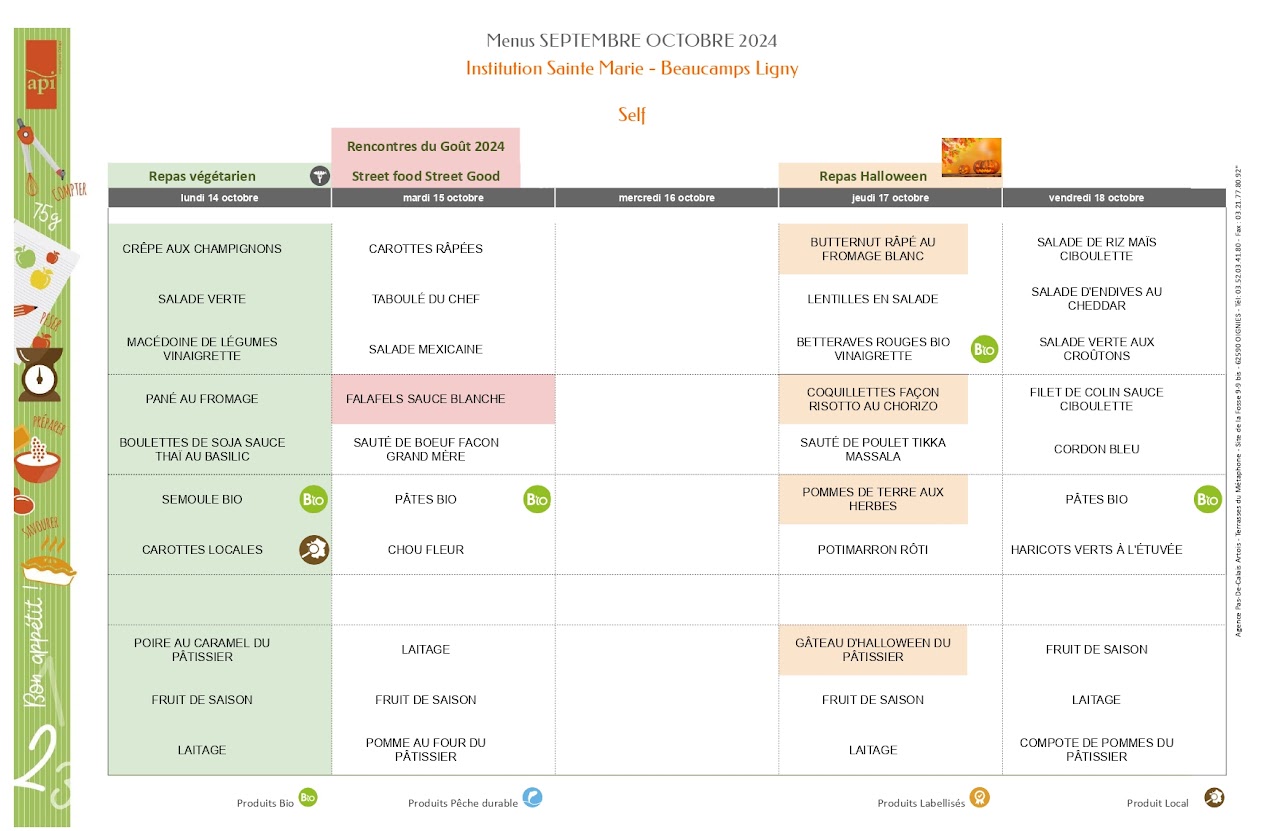 Menus SEPTEMBRE OCTOBRE 2024
Institution Sainte Marie - Beaucamps Ligny
Self
api
COMPTER
75g
PESER
PRÉPARER
SAVOURER
Bon appétit !
Rencontres du Goût 2024
Repas végétarien
Street food Street Good
Repas Halloween
lundi 14 octobre
mardi 15 octobre
mercredi 16 octobre
jeudi 17 octobre
vendredi 18 octobre
CRÊPE AUX CHAMPIGNONS
CAROTTES RÂPÉES
BUTTERNUT RÂPÉ AU
FROMAGE BLANC
SALADE DE RIZ MAÏS
CIBOULETTE
SALADE VERTE
TABOULÉ DU CHEF
LENTILLES EN SALADE
SALADE D'ENDIVES AU
CHEDDAR
MACÉDOINE DE LÉGUMES
VINAIGRETTE
SALADE MEXICAINE
BETTERAVES ROUGES BIO
VINAIGRETTE
Bio
SALADE VERTE AUX
CROÛTONS
PANÉ AU FROMAGE
FALAFELS SAUCE BLANCHE
COQUILLETTES FAÇON
RISOTTO AU CHORIZO
FILET DE COLIN SAUCE
CIBOULETTE
BOULETTES DE SOJA SAUCE
THAÏ AU BASILIC
SAUTÉ DE BOEUF FACON
GRAND MÈRE
SAUTÉ DE POULET TIKKA
MASSALA
CORDON BLEU
SEMOULE BIO
Bio
PÂTES BIO
Bio
POMMES DE TERRE AUX
HERBES
PÂTES BIO
Bio
CAROTTES LOCALES
CHOU FLEUR
POTIMARRON RÔTI
HARICOTS VERTS À L'ÉTUVÉE
POIRE AU CARAMEL DU
PÂTISSIER
LAITAGE
GÂTEAU D'HALLOWEEN DU
PÂTISSIER
FRUIT DE SAISON
FRUIT DE SAISON
FRUIT DE SAISON
FRUIT DE SAISON
LAITAGE
LAITAGE
POMME AU FOUR DU
PÂTISSIER
LAITAGE
COMPOTE DE POMMES DU
PÂTISSIER
Produits Bio
Bio
Produits Pêche durable
Produits Labellisés
Produit Local
Agence Pas-De-Calais Artois - Terrasses du Métaphone - Site de la Fosse 9-9 bis - 62590 OIGNIES - Tél: 03.52.03.41.80 - Fax : 03.21.77.80.92"